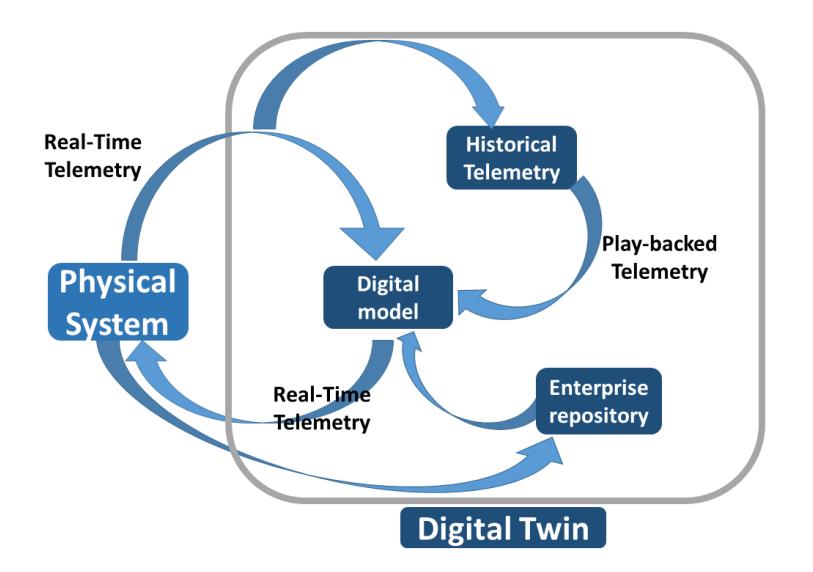 Real-Time
Telemetry
Historical
Telemetry
Play-backed
Telemetry
Physical
System
Digital
model
Real-Time
Telemetry
Enterprise
repository
Digital Twin